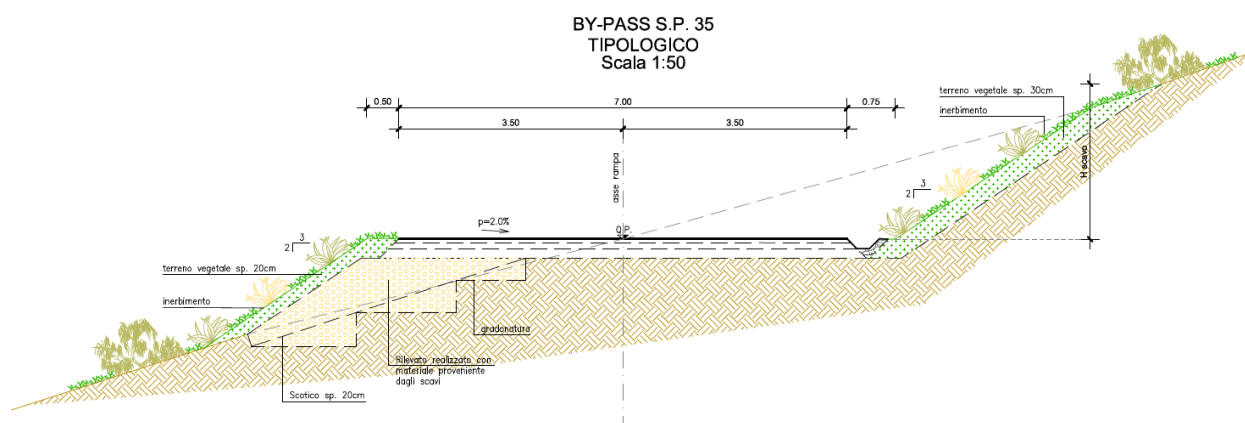 BY-PASS S.P. 35
TIPOLOGICO
Scala 1:50
0.50
7.00
0.75
3.50
3.50
terreno vegetale sp. 30cm
inerbimento
H scavo
asse rampa
3
2
p=2.0%
Q.P.
3
2
terreno vegetale sp. 20cm
inerbimento
gradonatura
Rilevato realizzato con
materiale proveniente
dagli scavi
Scotico sp. 20cm